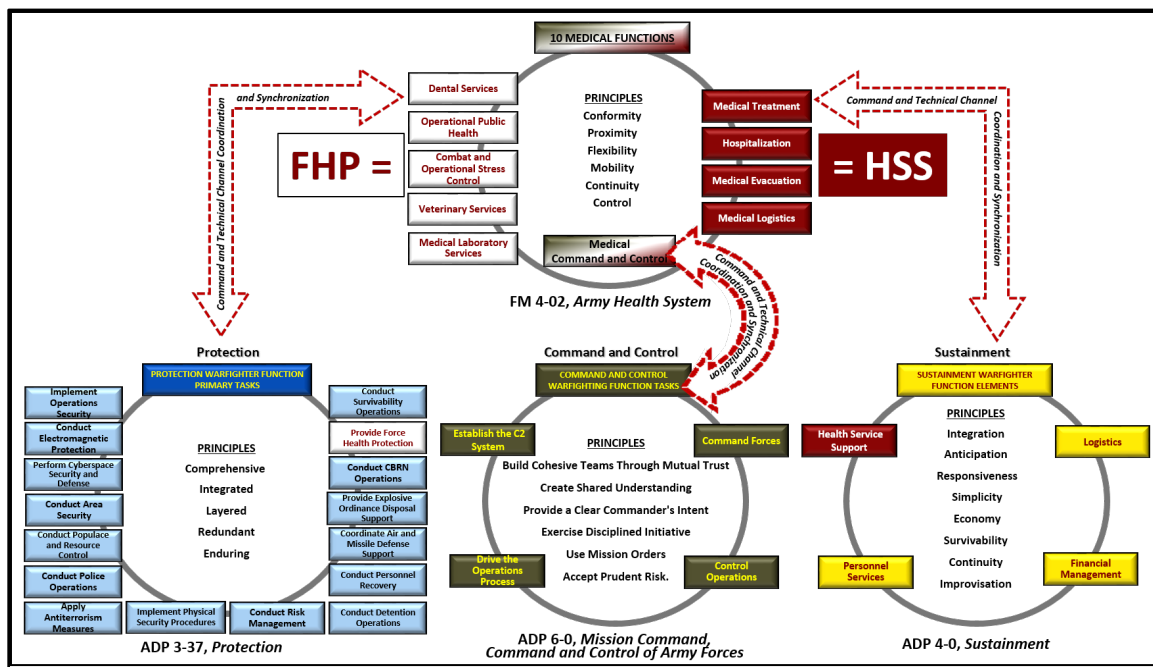 10 MEDICAL FUNCTIONS
Command and Technical Channel Coordination
and Synchronization
FHP =
Dental Services
Operational Public
Health
Combat and
Operational Stress
Control
Veterinary Services
Medical Laboratory
Services
PRINCIPLES
Conformity
Proximity
Flexibility
Mobility
Continuity
Control
Medical Treatment
Hospitalization
Medical Evacuation
Medical Logistics
= HSS
Command and Technical Channel
Coordination and Synchronization
Medical
Command and Control
FM 4-02, Army Health System
Command and Technical Channel
Coordination and Synchronization
Protection
PROTECTION WARFIGHTER FUNCTION
PRIMARY TASKS
Implement
Operations
Security
Conduct
Electromagnetic
Protection
Perform Cyberspace
Security and
Defense
Conduct Area
Security
Conduct Populace
and Resource
Control
Conduct Police
Operations
Apply
Antiterrorism
Measures
Implement Physical
Security Procedures
Conduct Risk
Management
PRINCIPLES
Comprehensive
Integrated
Layered
Redundant
Enduring
Conduct
Survivability
Operations
Provide Force
Health Protection
Conduct CBRN
Operations
Provide Explosive
Ordinance Disposal
Support
Coordinate Air and
Missile Defense
Support
Conduct Personnel
Recovery
Conduct Detention
Operations
ADP 3-37, Protection
Command and Control
COMMAND AND CONTROL
WARFIGHTING FUNCTION TASKS
Establish the C2
System
Command Forces
PRINCIPLES
Build Cohesive Teams Through Mutual Trust
Create Shared Understanding
Provide a Clear Commander's Intent
Exercise Disciplined Initiative
Use Mission Orders
Accept Prudent Risk.
Drive the
Operations
Process
Control
Operations
ADP 6-0, Mission Command,
Command and Control of Army Forces
Sustainment
SUSTAINMENT WARFIGHTER
FUNCTION ELEMENTS
Health Service
Support
Logistics
PRINCIPLES
Integration
Anticipation
Responsiveness
Simplicity
Economy
Survivability
Continuity
Improvisation
Personnel
Services
Financial
Management
ADP 4-0, Sustainment